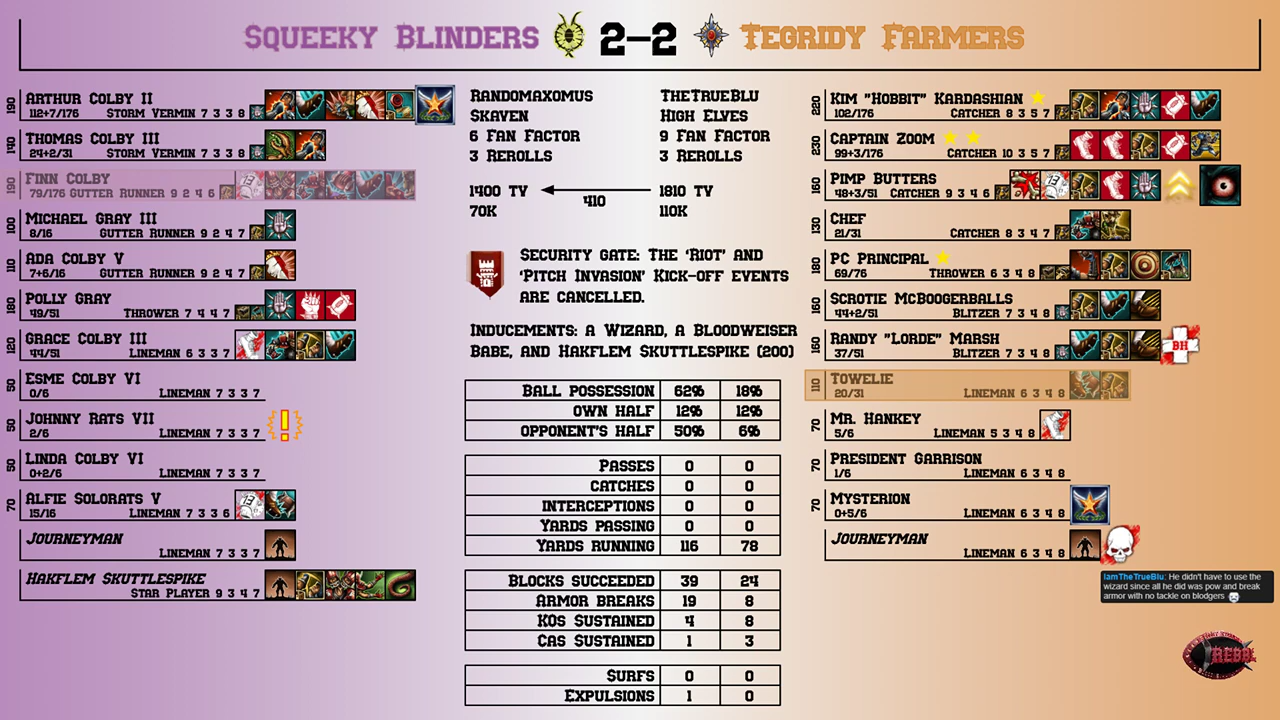 SQUEEKY BLINDERS 2-2 TEGRIDY FARMERS
190 ARTHUR COLBY II
112+7/176 STORM VERMIN 7 3 3 8
190 THOMAS COLBY III
24+2/31 STORM VERMIN 7 3 3 8
190 FINN COLBY
79/176 GUTTER RUNNER 9 2 4 6
100 MICHAEL GRAY III
8/16 GUTTER RUNNER 9 2 4 7
110 ADA COLBY V
7+6/16 GUTTER RUNNER 9 2 4 7
180 POLLY GRAY
49/51 THROWER 7 4 4 7
120 GRACE COLBY III
44/51 LINEMAN 6 3 3 7
50 ESME COLBY VI
0/6 LINEMAN 7 3 3 7
50 JOHNNY RATS VII
2/6 LINEMAN 7 3 3 7
50 LINDA COLBY VI
0+2/6 LINEMAN 7 3 3 7
70 ALFIE SOLORATS V
15/16 LINEMAN 7 3 3 6
JOURNEYMAN
LINEMAN 7 3 3 7
HAKFLEM SKUTTLESPIKE
STAR PLAYER 9 3 4 7
RANDOMAXOMUS THETRUEBLU
SKAVEN HIGH ELVES
6 FAN FACTOR 9 FAN FACTOR
3 REROLLS 3 REROLLS
1400 TV 1810 TV
410
70K 110K
SECURITY GATE: THE 'RIOT' AND
'PITCH INVASION' KICK-OFF EVENTS
ARE CANCELLED.
INDUCEMENTS: A WIZARD, A BLOODWEISER
BABE, AND HAKFLEM SKUTTLESPIKE (200)
BALL POSSESSION 62% 18%
OWN HALF 12% 12%
OPPONENT'S HALF 50% 6%
PASSES 0 0
CATCHES 0 0
INTERCEPTIONS 0 0
YARDS PASSING 0 0
YARDS RUNNING 116 78
BLOCKS SUCCEEDED 39 24
ARMOR BREAKS 19 8
KOS SUSTAINED 4 8
CAS SUSTAINED 1 3
SURFS 0 0
EXPULSIONS 1 0
220 KIM "HOBBIT" KARDASHIAN
102/176 CATCHER 8 3 5 7
230 CAPTAIN ZOOM
99+3/176 CATCHER 10 3 5 7
160 PIMP BUTTERS
48+3/51 CATCHER 9 3 4 6
130 CHEF
21/31 CATCHER 8 3 4 7
180 PC PRINCIPAL
69/76 THROWER 6 3 4 8
160 SCROTIE MCBOOGERBALLS
44+2/51 BLITZER 7 3 4 8
160 RANDY "LORDE" MARSH
37/51 BLITZER 7 3 4 8
BH
110 TOWELIE
20/31 LINEMAN 6 3 4 8
70 MR. HANKEY
5/6 LINEMAN 5 3 4 8
70 PRESIDENT GARRISON
1/6 LINEMAN 6 3 4 8
70 MYSTERION
0+5/6 LINEMAN 6 3 4 8
JOURNEYMAN
LINEMAN 6 3 4 8
IamTheTrueBlu: He didn't have to use the
wizard since all he did was pow and break
armor with no tackle on blodgers
REBBL